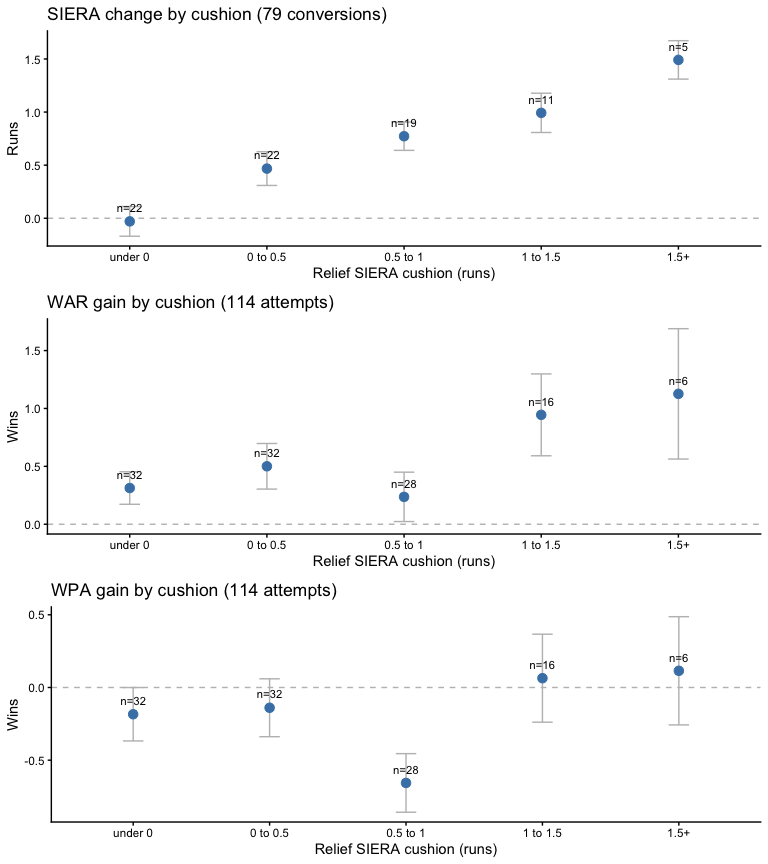 SIERA change by cushion (79 conversions)
1.5
1.0
0.5
0.0
Runs
n=22
n=22
n=19
n=11
n=5
under 0
0 to 0.5
0.5 to 1
1 to 1.5
1.5+
Relief SIERA cushion (runs)
WAR gain by cushion (114 attempts)
1.5
1.0
0.5
0.0
Wins
n=32
n=32
n=28
n=16
n=6
under 0
0 to 0.5
0.5 to 1
1 to 1.5
1.5+
Relief SIERA cushion (runs)
WPA gain by cushion (114 attempts)
0.5
0.0
-0.5
Wins
n=32
n=32
n=28
n=16
n=6
under 0
0 to 0.5
0.5 to 1
1 to 1.5
1.5+
Relief SIERA cushion (runs)